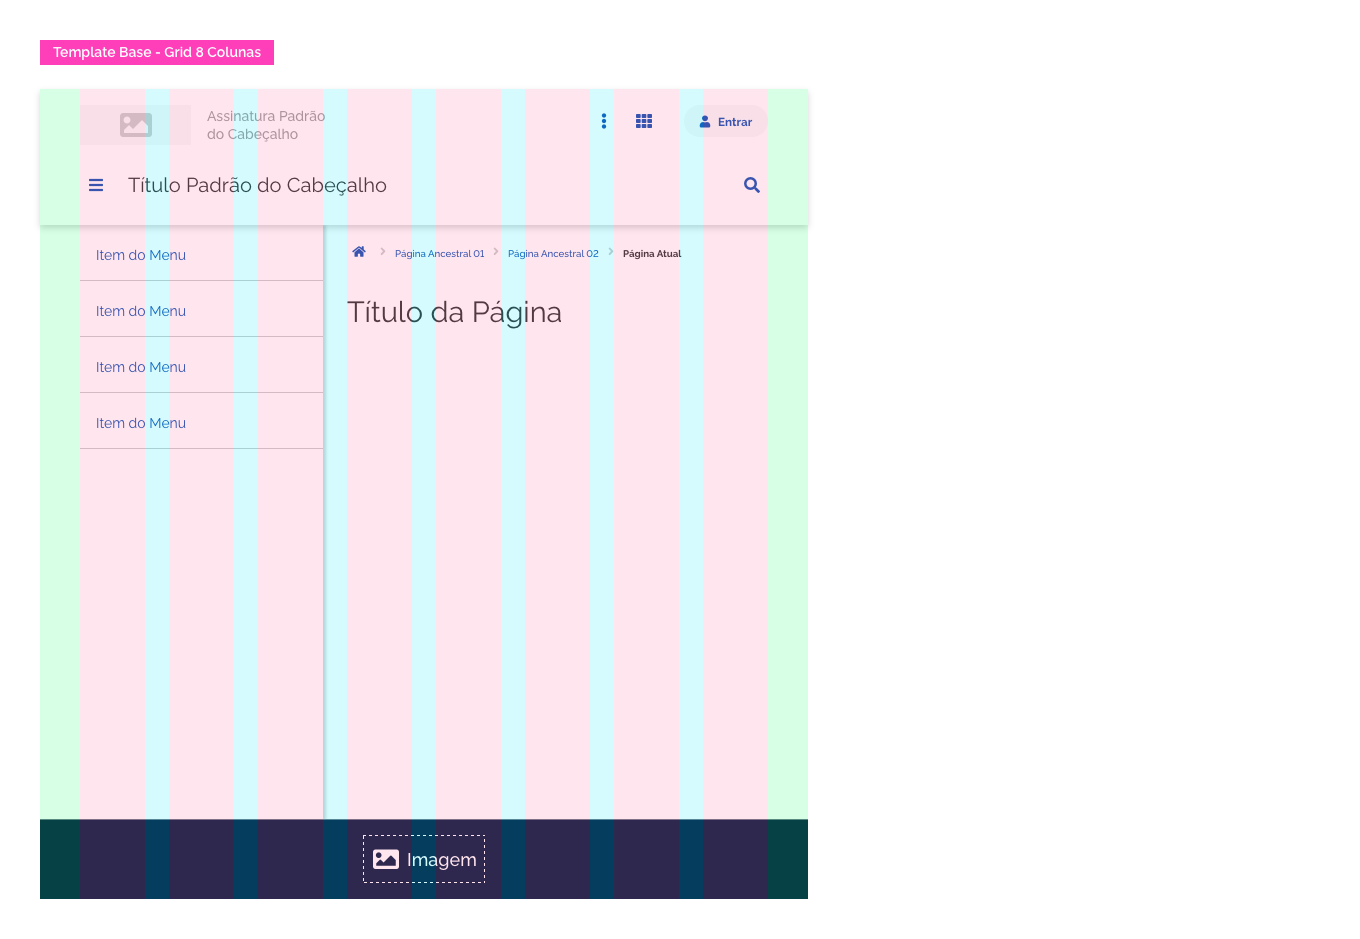 Template Base - Grid 8 Colunas
Assinatura Padrão
do Cabeçalho
Entrar
Título Padrão do Cabeçalho
Item do Menu
Página Ancestral 01
Página Ancestral 02
Página Atual
Item do Menu
Título da Página
Item do Menu
Item do Menu
Imagem